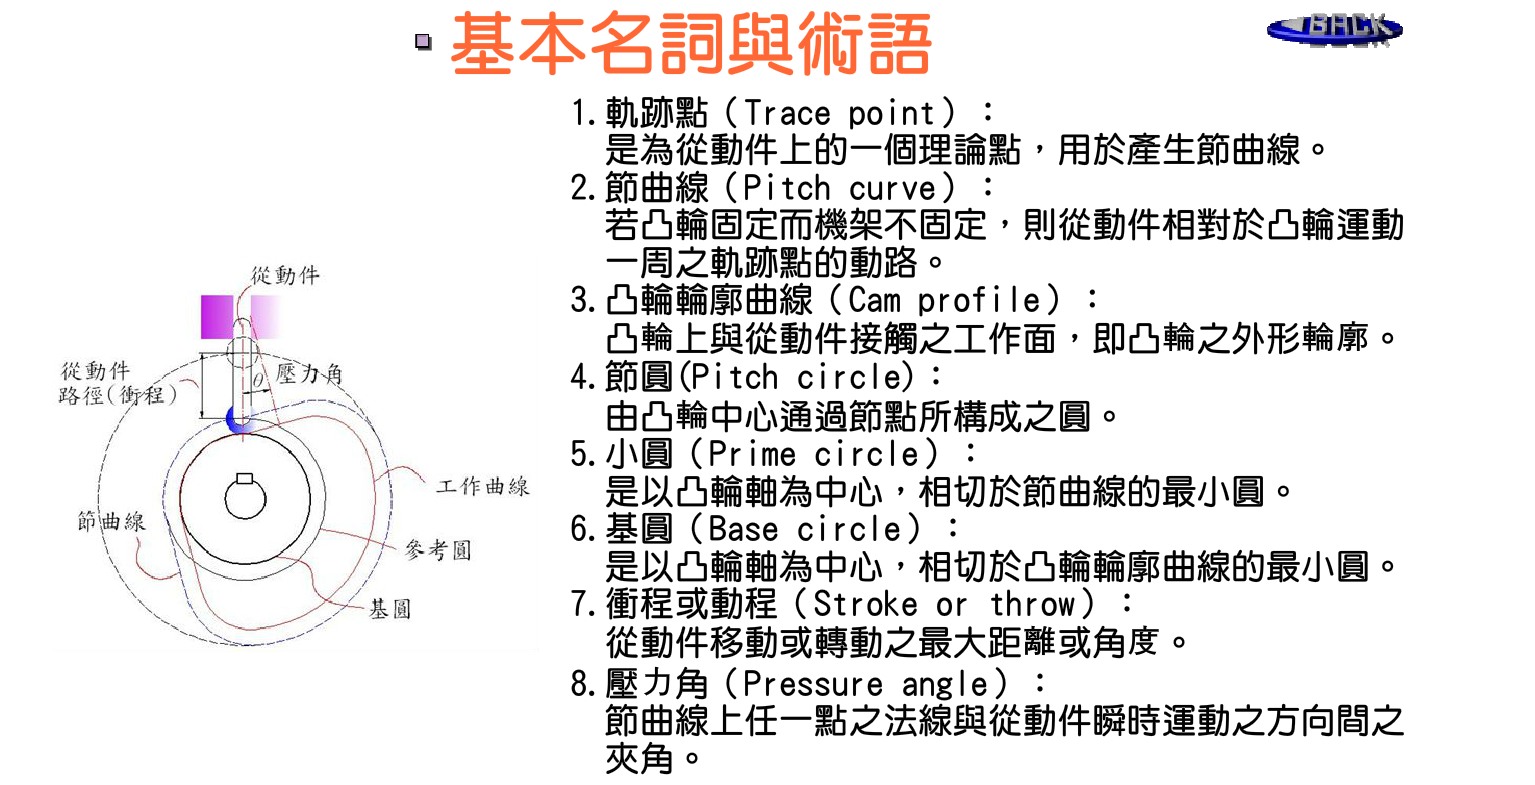 基本名詞與術語
BACK
1.軌跡點（Trace point）：
是為從動件上的一個理論點，用於產生節曲線。
2.節曲線（Pitch curve）：
若凸輪固定而機架不固定，則從動件相對於凸輪運動
一周之軌跡點的動路。
3.凸輪輪廓曲線（Cam profile）：
凸輪上與從動件接觸之工作面，即凸輪之外形輪廓。
4.節圓(Pitch circle)：
由凸輪中心通過節點所構成之圓。
5.小圓（Prime circle）：
是以凸輪軸為中心，相切於節曲線的最小圓。
6.基圓（Base circle）：
是以凸輪軸為中心，相切於凸輪輪廓曲線的最小圓。
7.衝程或動程（Stroke or throw）：
從動件移動或轉動之最大距離或角度。
8.壓力角（Pressure angle）：
節曲線上任一點之法線與從動件瞬時運動之方向間之
夾角。
從動件
從動件
路徑(衝程)
θ
壓力角
工作曲線
節曲線
參考圓
基圓